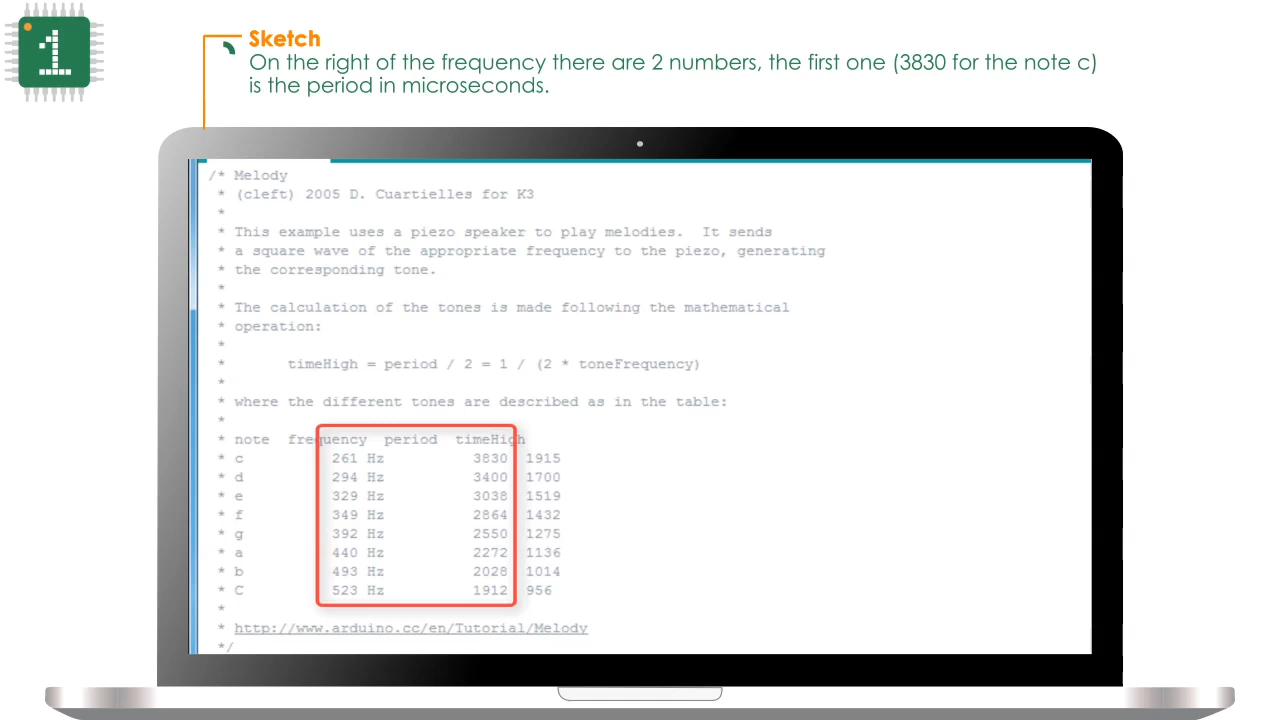 1
Sketch
On the right of the frequency there are 2 numbers, the first one (3830 for the note c)
is the period in microseconds.
/* Melody
* (cleft) 2005 D. Cuartielles for K3
*
* This example uses a piezo speaker to play melodies.  It sends
* a square wave of the appropriate frequency to the piezo, generating
* the corresponding tone.
*
* The calculation of the tones is made following the mathematical
* operation:
*
*      timeHigh = period / 2 = 1 / (2 * toneFrequency)
*
* where the different tones are described as in the table:
*
* note  frequency  period  timeHigh
* c          261 Hz          3830  1915
* d          294 Hz          3400  1700
* e          329 Hz          3038  1519
* f          349 Hz          2864  1432
* g          392 Hz          2550  1275
* a          440 Hz          2272  1136
* b          493 Hz          2028  1014
* C          523 Hz          1912  956
*
* http://www.arduino.cc/en/Tutorial/Melody
*/